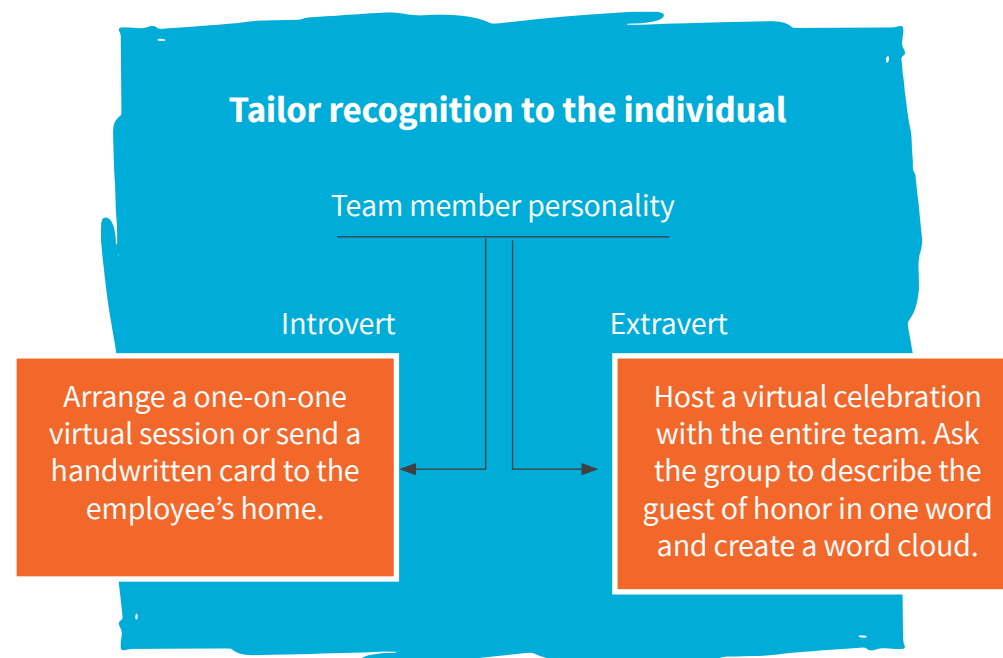 Tailor recognition to the individual
Team member personality
Introvert
Arrange a one-on-one
virtual session or send a
handwritten card to the
employee’s home.
Extravert
Host a virtual celebration
with the entire team. Ask
the group to describe the
guest of honor in one word
and create a word cloud.